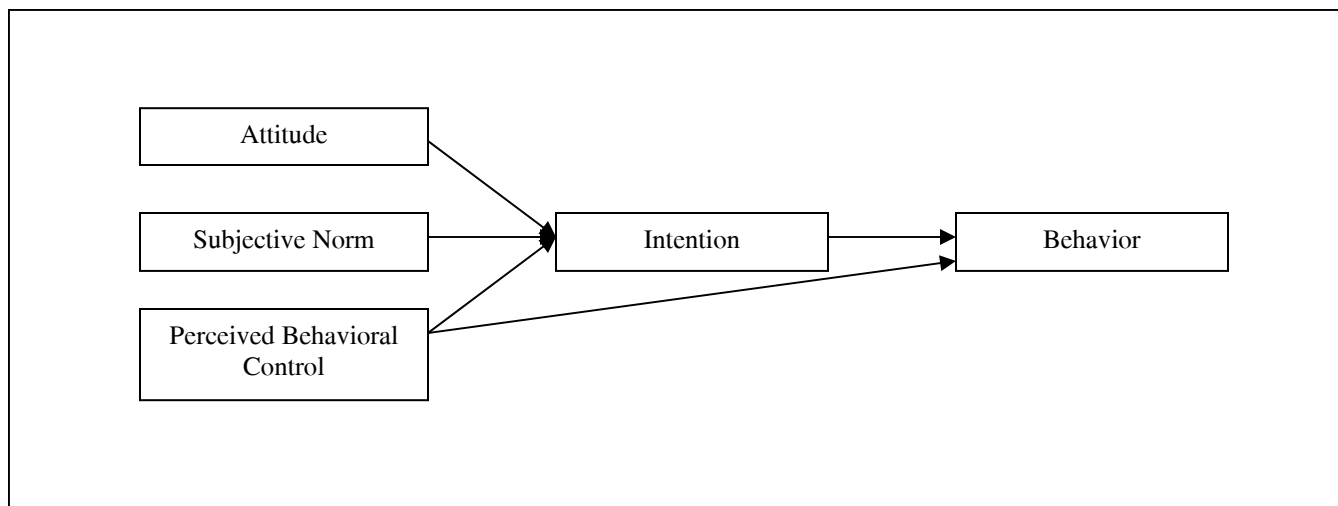 Attitude
Subjective Norm
Intention
Behavior
Perceived Behavioral
Control